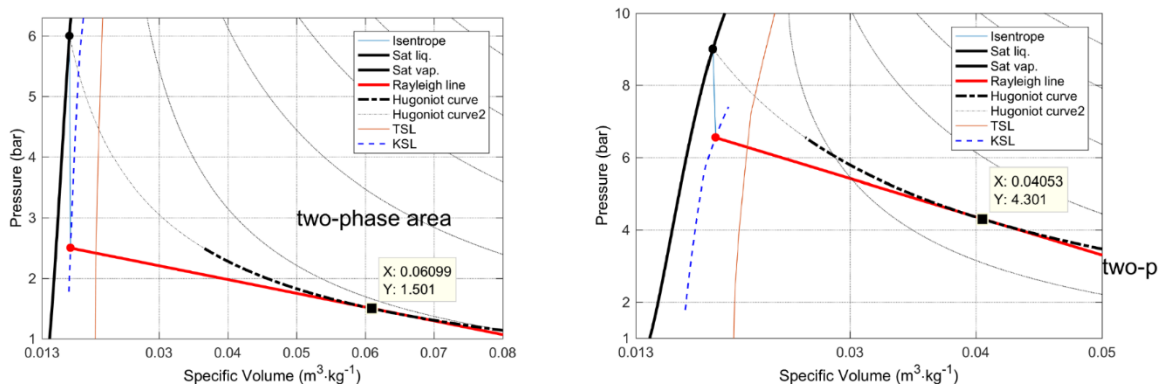 6
5
4
3
2
1
0.013
0.03
0.04
0.05
0.06
0.07
0.08
Pressure (bar)
Specific Volume (m³·kg⁻¹)
Isentrope
Sat liq.
Sat vap.
Rayleigh line
Hugoniot curve
Hugoniot curve2
TSL
KSL
two-phase area
X: 0.06099
Y: 1.501
10
8
6
4
2
1
0.013
0.03
0.04
0.05
Pressure (bar)
Specific Volume (m³·kg⁻¹)
Isentrope
Sat liq.
Sat vap.
Rayleigh line
Hugoniot curve
Hugoniot curve2
TSL
KSL
X: 0.04053
Y: 4.301
two-p